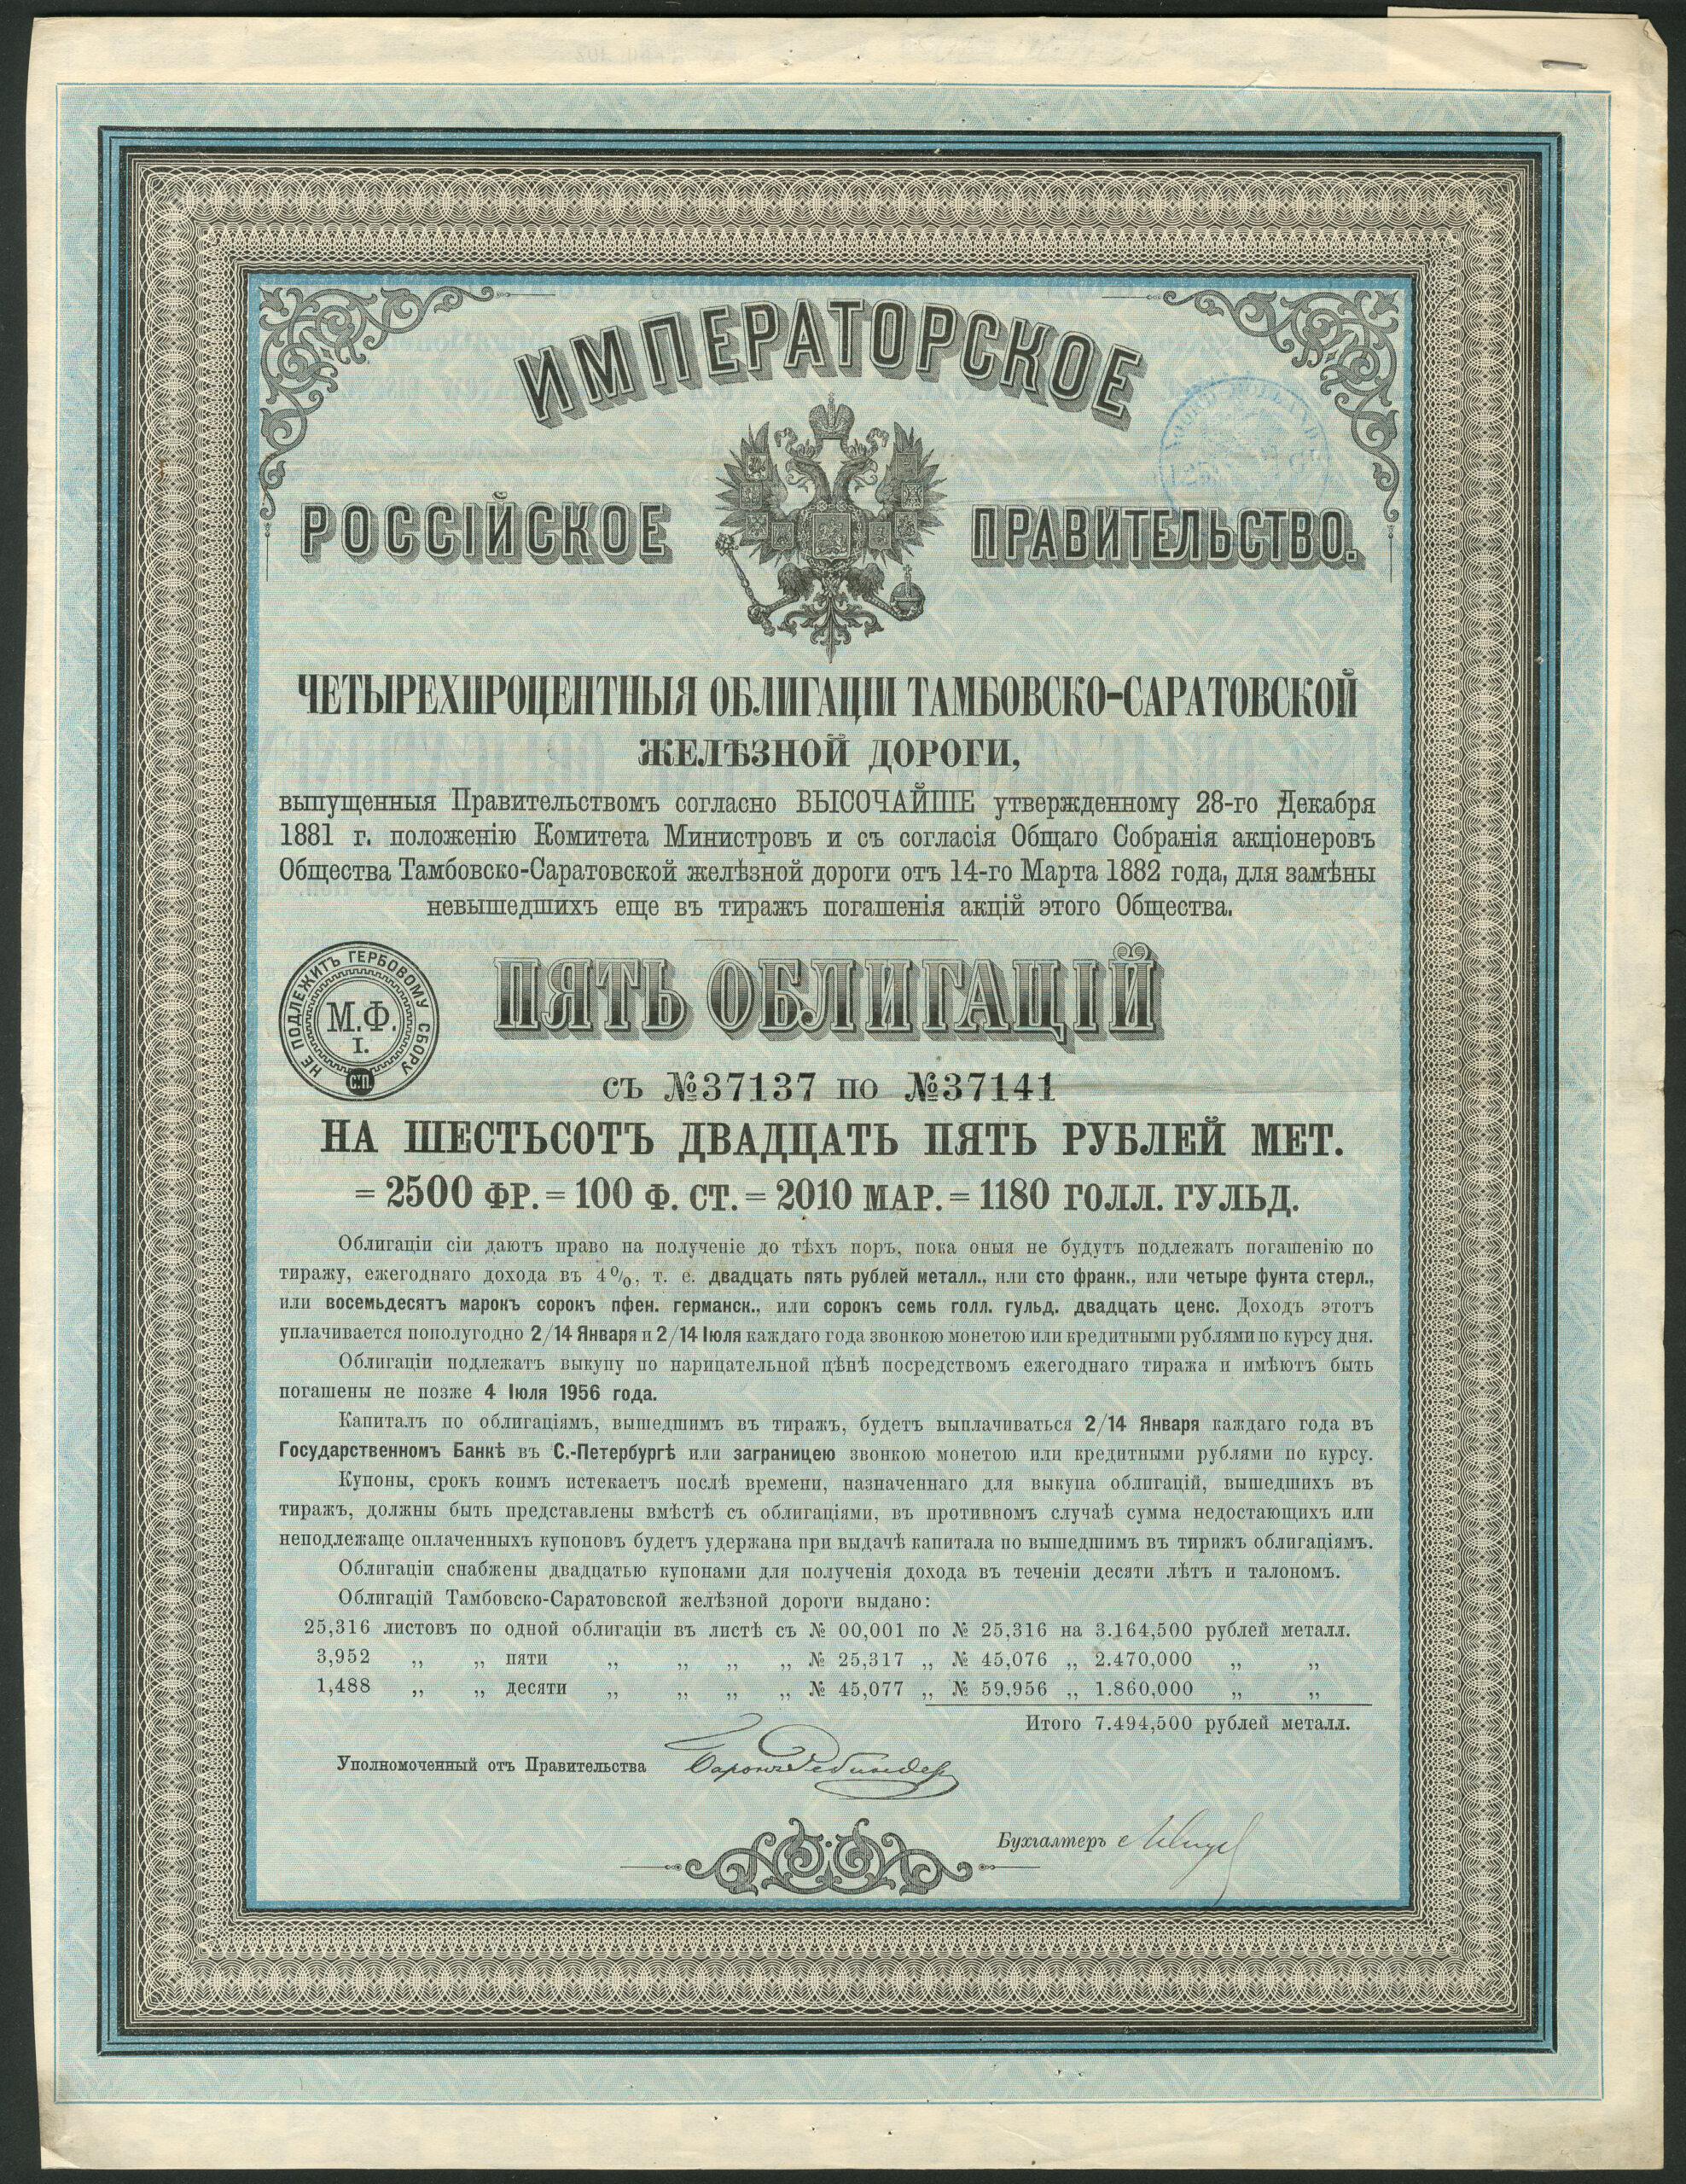 ИМПЕРАТОРСКОЕ
РОССІЙСКОЕ ПРАВИТЕЛЬСТВО.
ЧЕТЫРЕХПРОЦЕНТНЫЯ ОБЛИГАЦІИ ТАМБОВСКО-САРАТОВСКОЙ
ЖЕЛѢЗНОЙ ДОРОГИ,
выпущенныя Правительствомъ согласно ВЫСОЧАЙШЕ утвержденному 28-го Декабря
1881 г. положенію Комитета Министровъ и съ согласія Общаго Собранія акціонеровъ
Общества Тамбовско-Саратовской желѣзной дороги отъ 14-го Марта 1882 года, для замѣны
невышедшихъ еще въ тиражъ погашенія акцій этого Общества.
НЕ ПОДЛЕЖИТЪ ГЕРБОВОМУ СБОРУ
М.Ф.
I.
С:П
ПЯТЬ ОБЛИГАЦІЙ
съ №37137 по №37141
НА ШЕСТЬСОТЪ ДВАДЦАТЬ ПЯТЬ РУБЛЕЙ МЕТ.
= 2500 ФР. = 100 Ф. СТ. = 2010 МАР. = 1180 ГОЛЛ. ГУЛЬД.
Облигаціи сіи даютъ право на полученіе до тѣхъ поръ, пока оныя не будутъ подлежать погашенію по
тиражу, ежегоднаго дохода въ 4%, т. е. двадцать пять рублей металл., или сто франк., или четыре фунта стерл.,
или восемьдесятъ марокъ сорокъ пфен. германск., или сорокъ семь голл. гульд. двадцать ценс. Доходъ этотъ
уплачивается пополугодно 2/14 Января и 2/14 Іюля каждаго года звонкою монетою или кредитными рублями по курсу дня.
Облигаціи подлежатъ выкупу по нарицательной цѣнѣ посредствомъ ежегоднаго тиража и имѣютъ быть
погашены не позже 4 Іюля 1956 года.
Капиталъ по облигаціямъ, вышедшимъ въ тиражъ, будетъ выплачиваться 2/14 Января каждаго года въ
Государственномъ Банкѣ въ С.-Петербургѣ или заграницею звонкою монетою или кредитными рублями по курсу.
Купоны, срокъ коимъ истекаетъ послѣ времени, назначеннаго для выкупа облигацій, вышедшихъ въ
тиражъ, должны быть представлены вмѣстѣ съ облигаціями, въ противномъ случаѣ сумма недостающихъ или
неподлежаще оплаченныхъ купоновъ будетъ удержана при выдачѣ капитала по вышедшимъ въ тирижъ облигаціямъ.
Облигаціи снабжены двадцатью купонами для полученія дохода въ теченіи десяти лѣтъ и талономъ.
Облигацій Тамбовско-Саратовской желѣзной дороги выдано:
25,316 листовъ по одной облигаціи въ листѣ съ № 00,001 по № 25,316 на 3.164,500 рублей металл.
3,952 „ „ пяти „ „ „ „ № 25,317 „ № 45,076 „ 2.470,000 „ „
1,488 „ „ десяти „ „ „ „ № 45,077 „ № 59,956 „ 1.860,000 „ „
Итого 7.494,500 рублей металл.
Уполномоченный отъ Правительства Баронъ Ребиндер
Бухгалтеръ